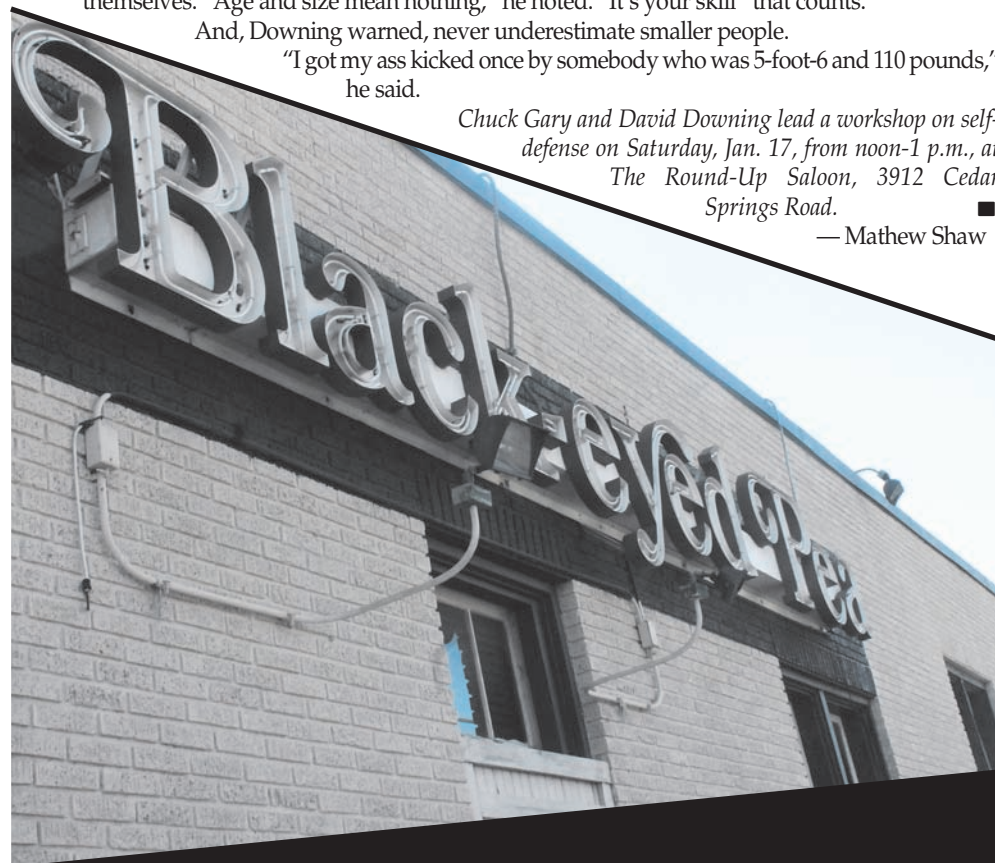 themselves. "Age and size mean nothing," he noted. "It's your skill" that counts.
And, Downing warned, never underestimate smaller people.
"I got my ass kicked once by somebody who was 5-foot-6 and 110 pounds,"
he said.
Chuck Gary and David Downing lead a workshop on self-
defense on Saturday, Jan. 17, from noon-1 p.m., at
The Round-Up Saloon, 3912 Cedar
Springs Road.
— Mathew Shaw
Black-eyed Pea